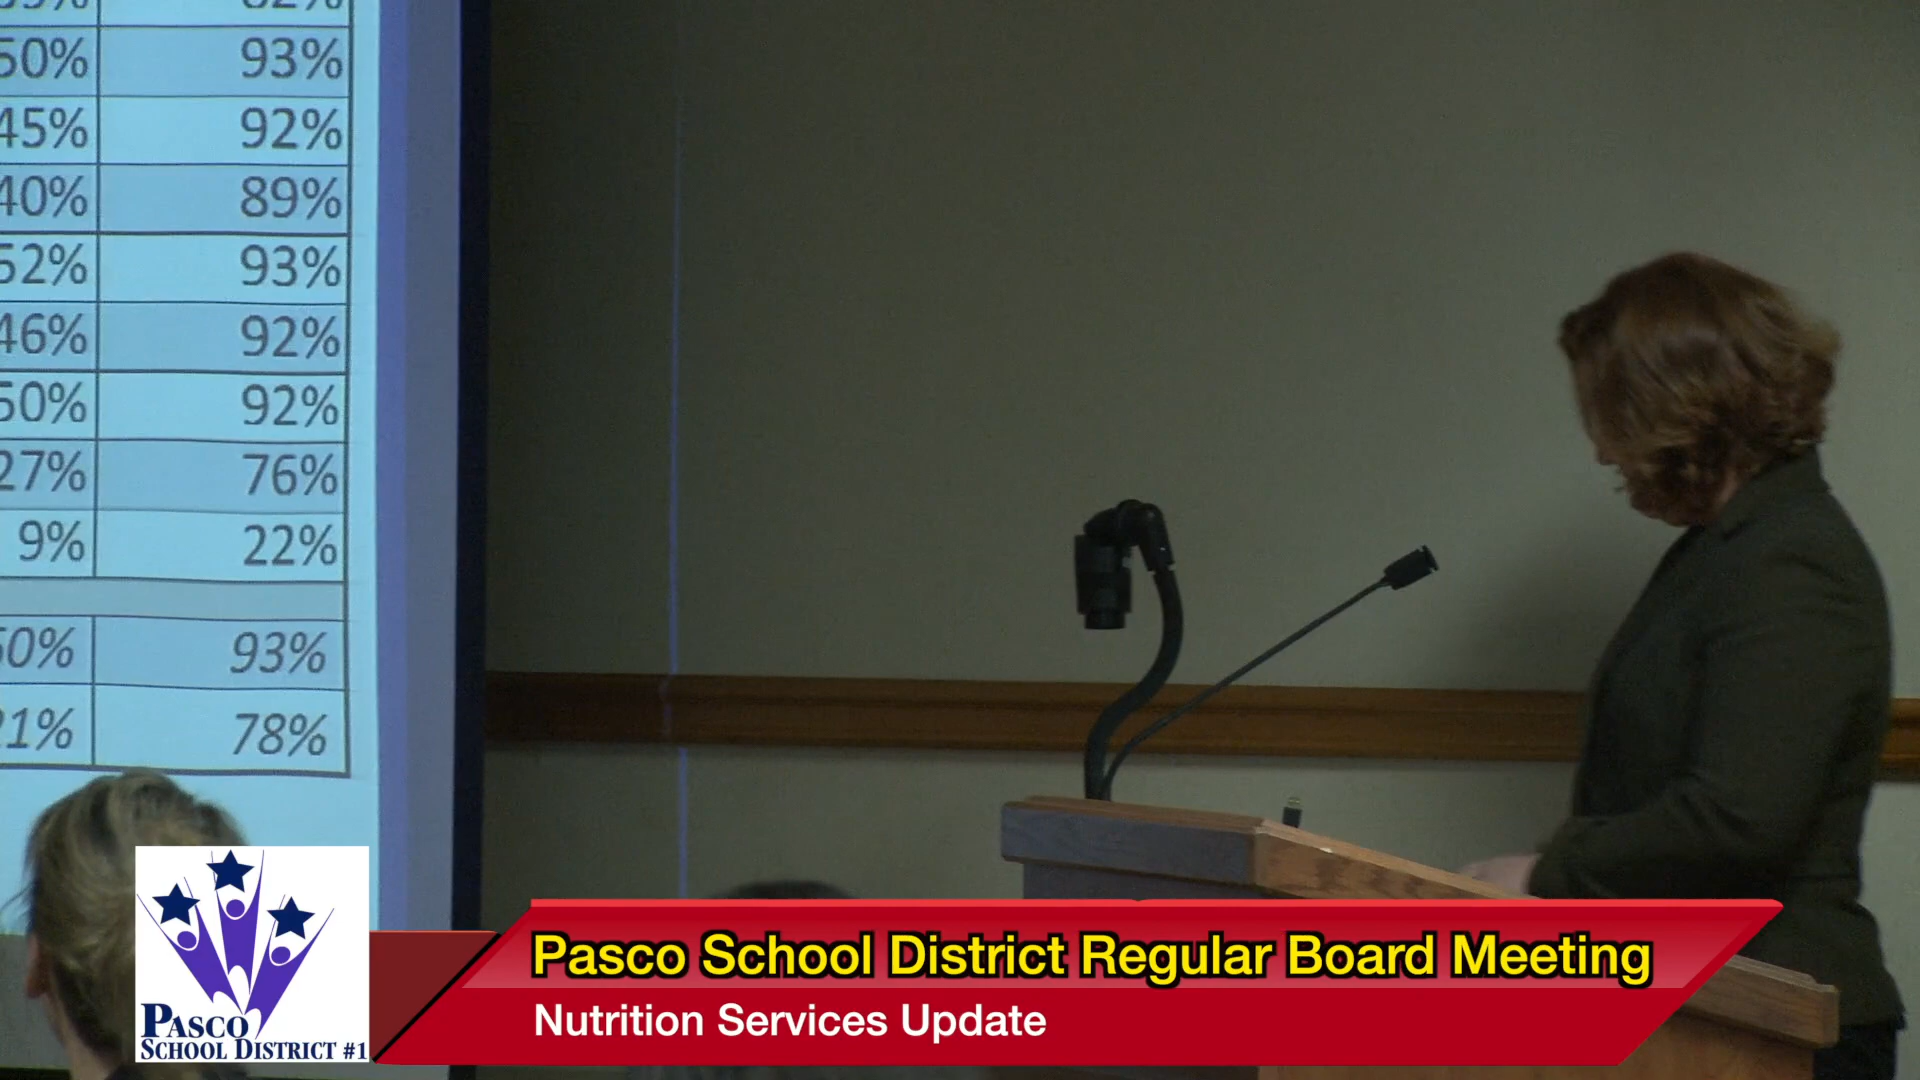 82%
50% 93%
45% 92%
40% 89%
52% 93%
46% 92%
50% 92%
27% 76%
9% 22%
93%
78%
PASCO
SCHOOL DISTRICT #1
Pasco School District Regular Board Meeting
Nutrition Services Update